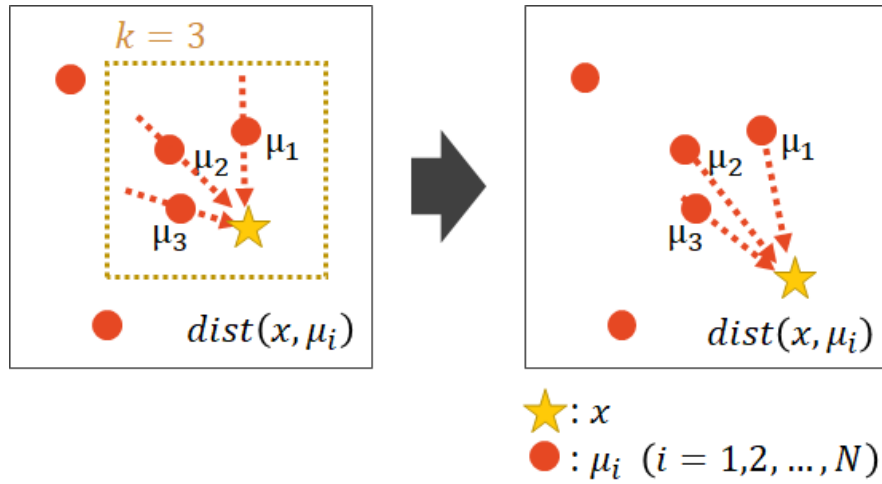 k = 3
μ₁
μ₂
μ₃
dist(x, μᵢ)
μ₁
μ₂
μ₃
dist(x, μᵢ)
: x
: μᵢ (i = 1,2, ..., N)